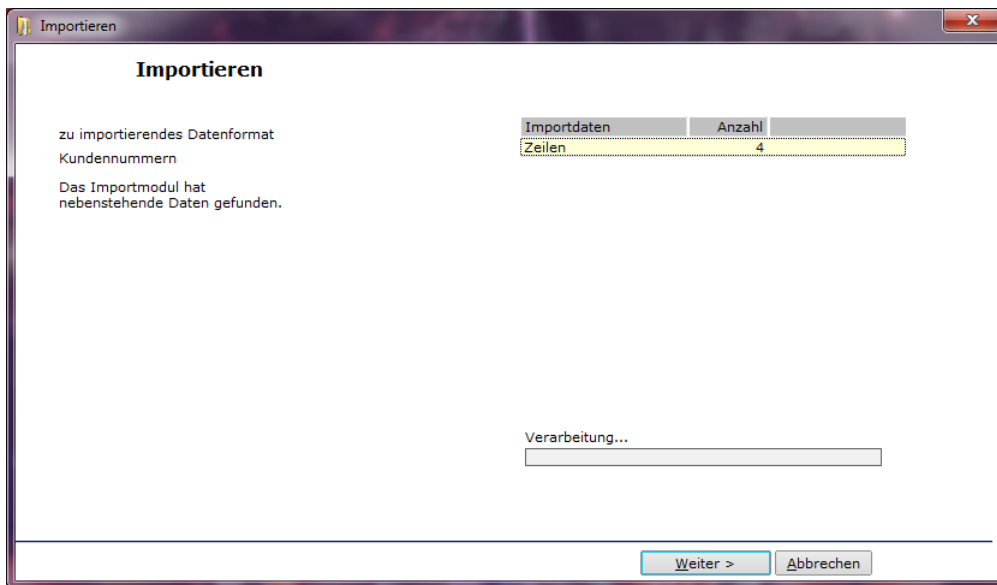 Importieren
Importieren
zu importierendes Datenformat
Kundennummern
Das Importmodul hat
nebenstehende Daten gefunden.
Importdaten Anzahl
Zeilen 4
Verarbeitung...
Weiter > Abbrechen